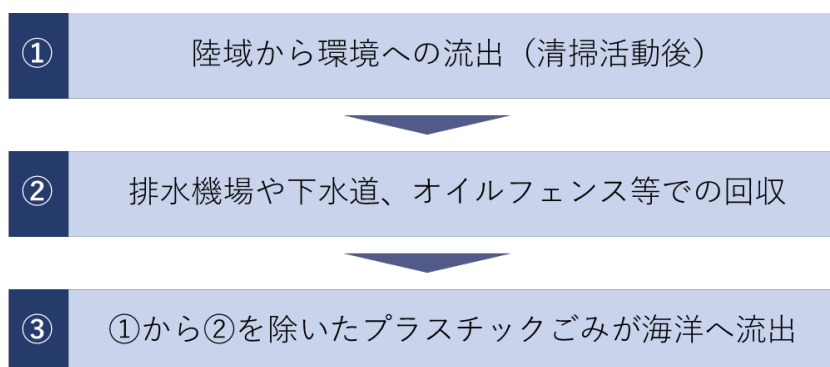 ① 陸域から環境への流出（清掃活動後）
② 排水機場や下水道、オイルフェンス等での回収
③ ①から②を除いたプラスチックごみが海洋へ流出